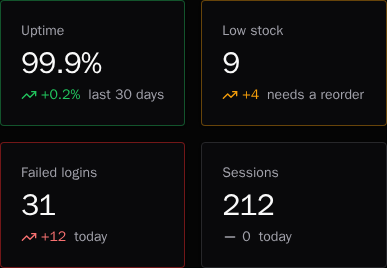 Uptime
99.9%
+0.2% last 30 days
Low stock
9
+4 needs a reorder
Failed logins
31
+12 today
Sessions
212
0 today